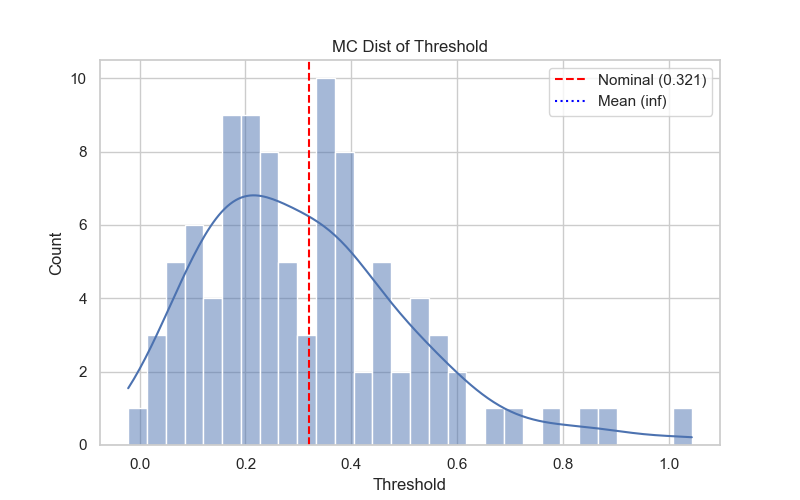 MC Dist of Threshold
Nominal (0.321)
Mean (inf)
10
8
6
4
2
0
Count
0.0 0.2 0.4 0.6 0.8 1.0
Threshold